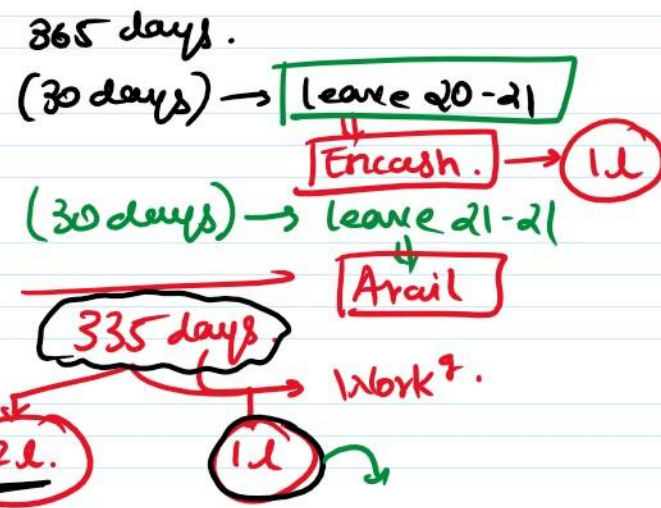 365 days.
(30 days) → leave 20-21
Encash. → 1l
(30 days) → leave 21-21
Avail
335 days.
Work g.
2l.
1l